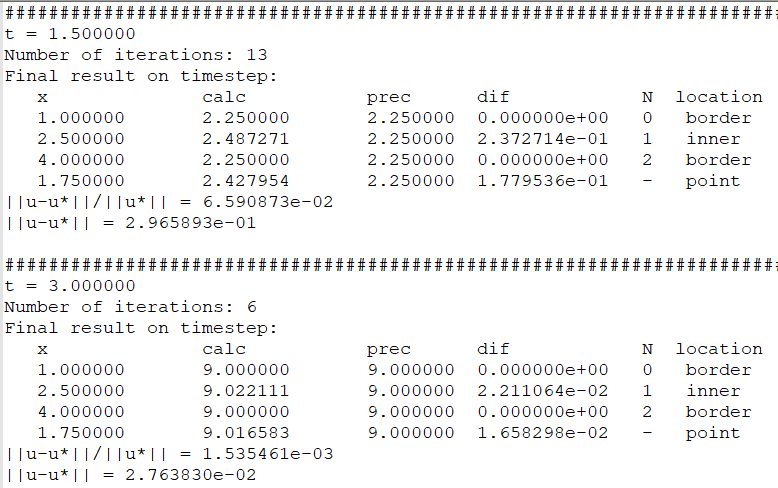 ######################################################################
t = 1.500000
Number of iterations: 13
Final result on timestep:
x calc prec dif N location
1.000000 2.250000 2.250000 0.000000e+00 0 border
2.500000 2.487271 2.250000 2.372714e-01 1 inner
4.000000 2.250000 2.250000 0.000000e+00 2 border
1.750000 2.427954 2.250000 1.779536e-01 - point
||u-u*||/||u*|| = 6.590873e-02
||u-u*|| = 2.965893e-01
######################################################################
t = 3.000000
Number of iterations: 6
Final result on timestep:
x calc prec dif N location
1.000000 9.000000 9.000000 0.000000e+00 0 border
2.500000 9.022111 9.000000 2.211064e-02 1 inner
4.000000 9.000000 9.000000 0.000000e+00 2 border
1.750000 9.016583 9.000000 1.658298e-02 - point
||u-u*||/||u*|| = 1.535461e-03
||u-u*|| = 2.763830e-02